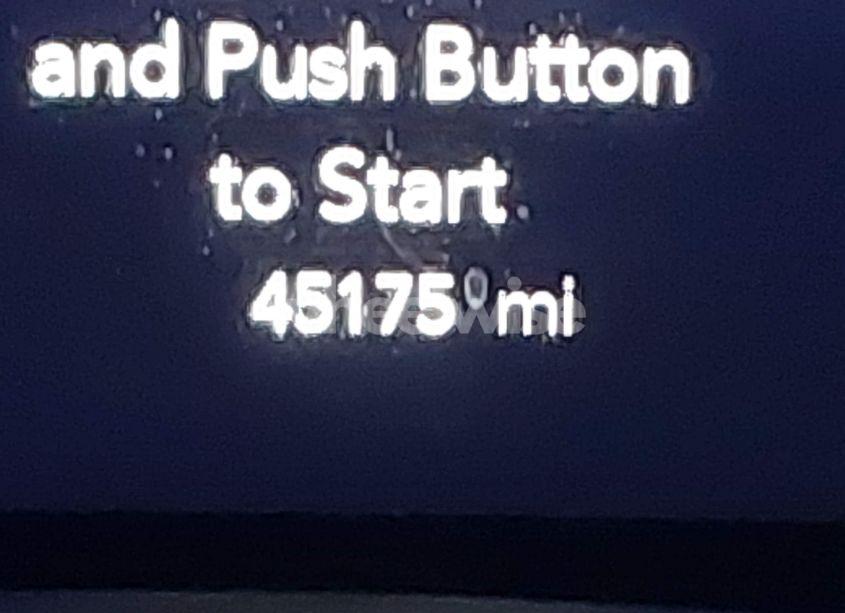 and Push Button
to Start
45175 mi